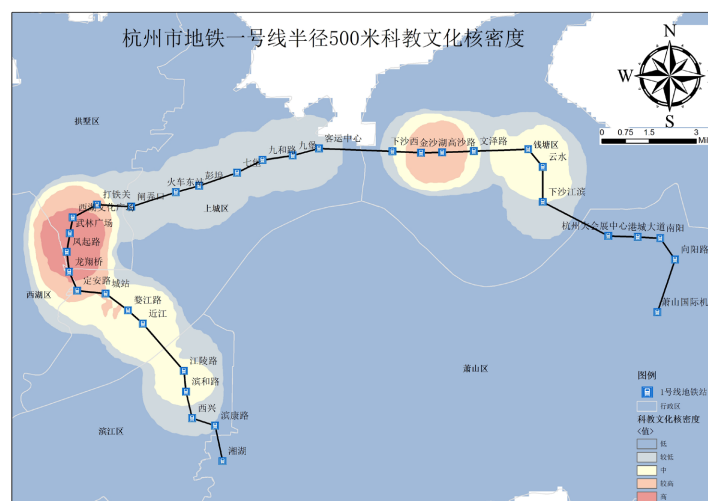 杭州市地铁一号线半径500米科教文化核密度
N
W
E
S
0 0.75 1.5 3
Mil
拱墅区
客运中心
九堡
九和路
七堡
彭埠
火车东站
闸弄口
打铁关
西湖文化广场
武林广场
凤起路
龙翔桥
定安路
城站
婺江路
近江
江陵路
滨和路
西兴
滨康路
湘湖
上城区
西湖区
滨江区
萧山区
下沙西
金沙湖
高沙路
文泽路
钱塘区
云水
下沙江滨
杭州大会展中心
港城大道
南阳
向阳路
萧山国际机
图例
1号线地铁站
行政区
科教文化核密度
<值>
低
较低
中
较高
高